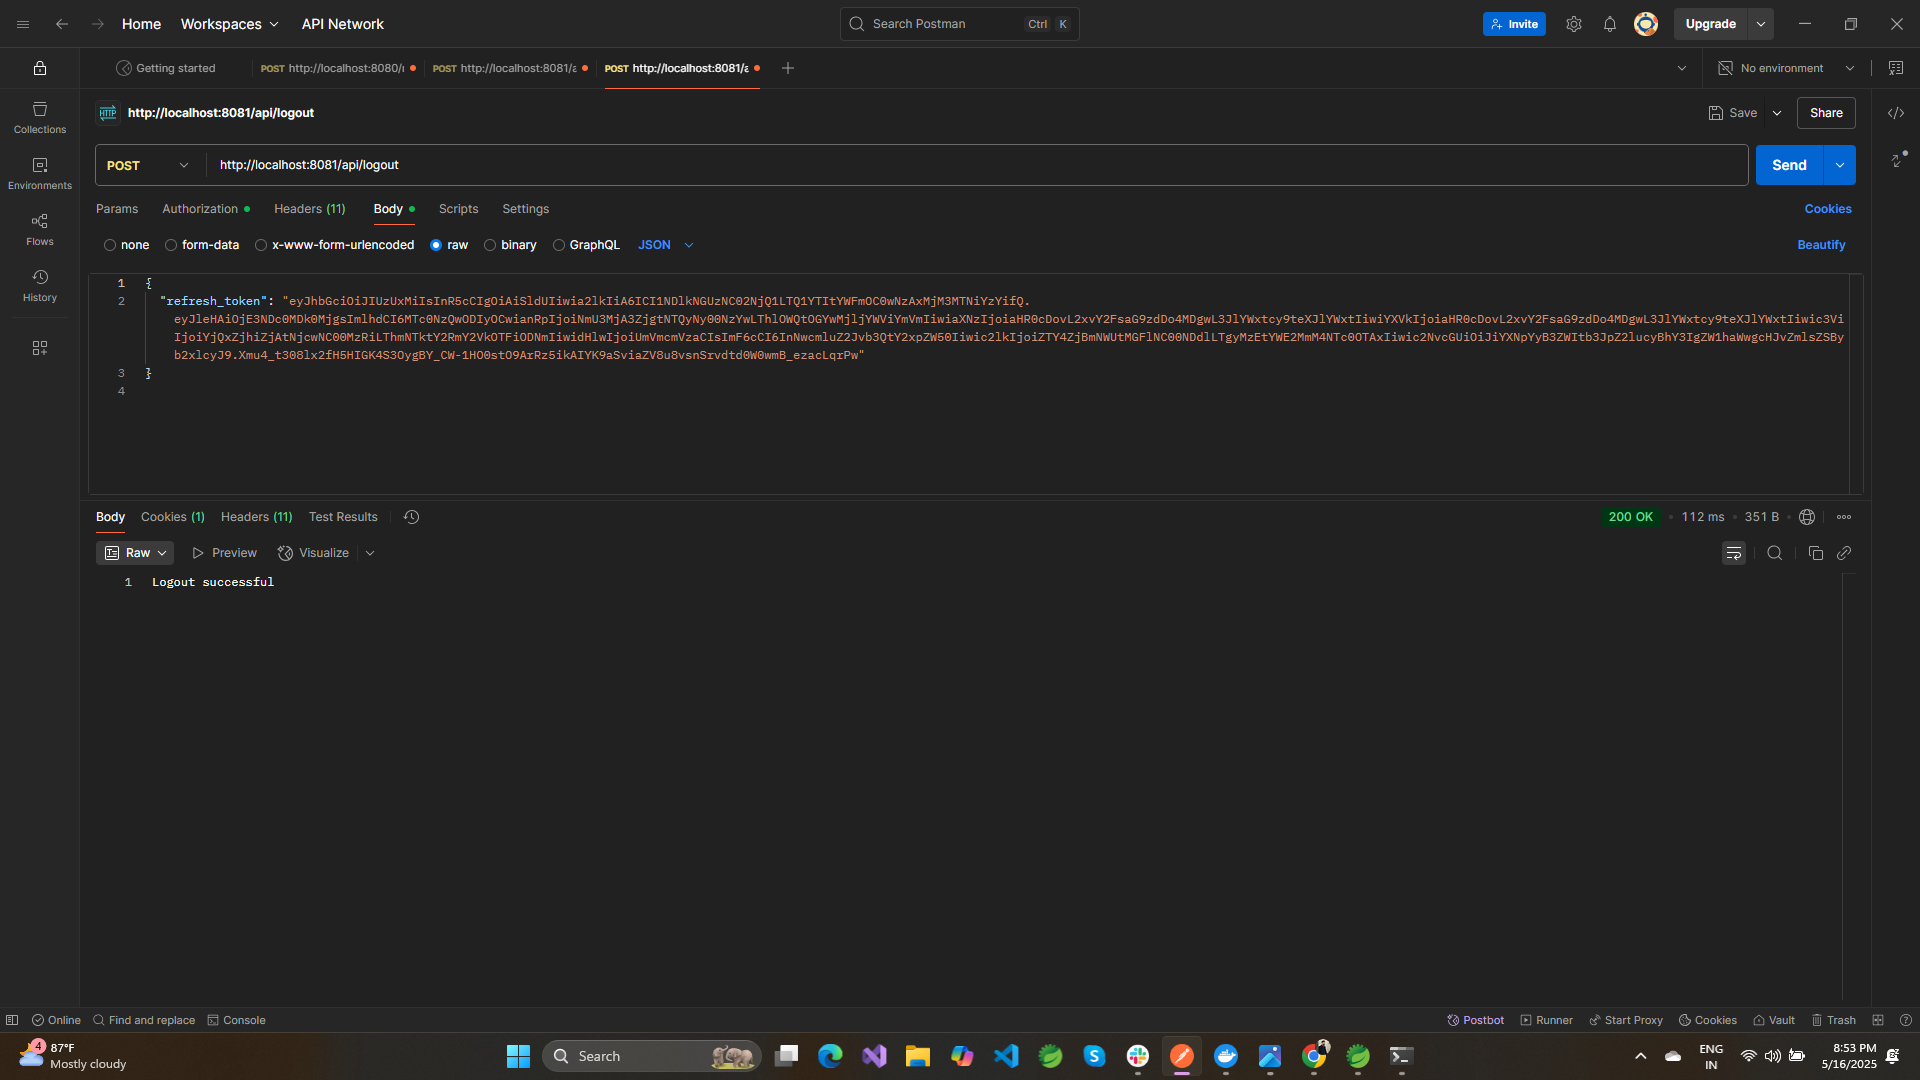 Home
Workspaces
API Network
Search Postman
Ctrl K
Invite
Upgrade
Getting started
POST http://localhost:8080/
POST http://localhost:8081/a
POST http://localhost:8081/a
No environment
HTTP http://localhost:8081/api/logout
Save
Share
Collections
Environments
Flows
History
POST
http://localhost:8081/api/logout
Send
Params
Authorization
Headers (11)
Body
Scripts
Settings
Cookies
none
form-data
x-www-form-urlencoded
raw
binary
GraphQL
JSON
Beautify
1 {
2 "refresh_token":
3 }
4
Body
Cookies (1)
Headers (11)
Test Results
200 OK
112 ms
351 B
Raw
Preview
Visualize
1 Logout successful
Online
Find and replace
Console
Postbot
Runner
Start Proxy
Cookies
Vault
Trash
4
87°F
Mostly cloudy
Search
ENG
IN
8:53 PM
5/16/2025